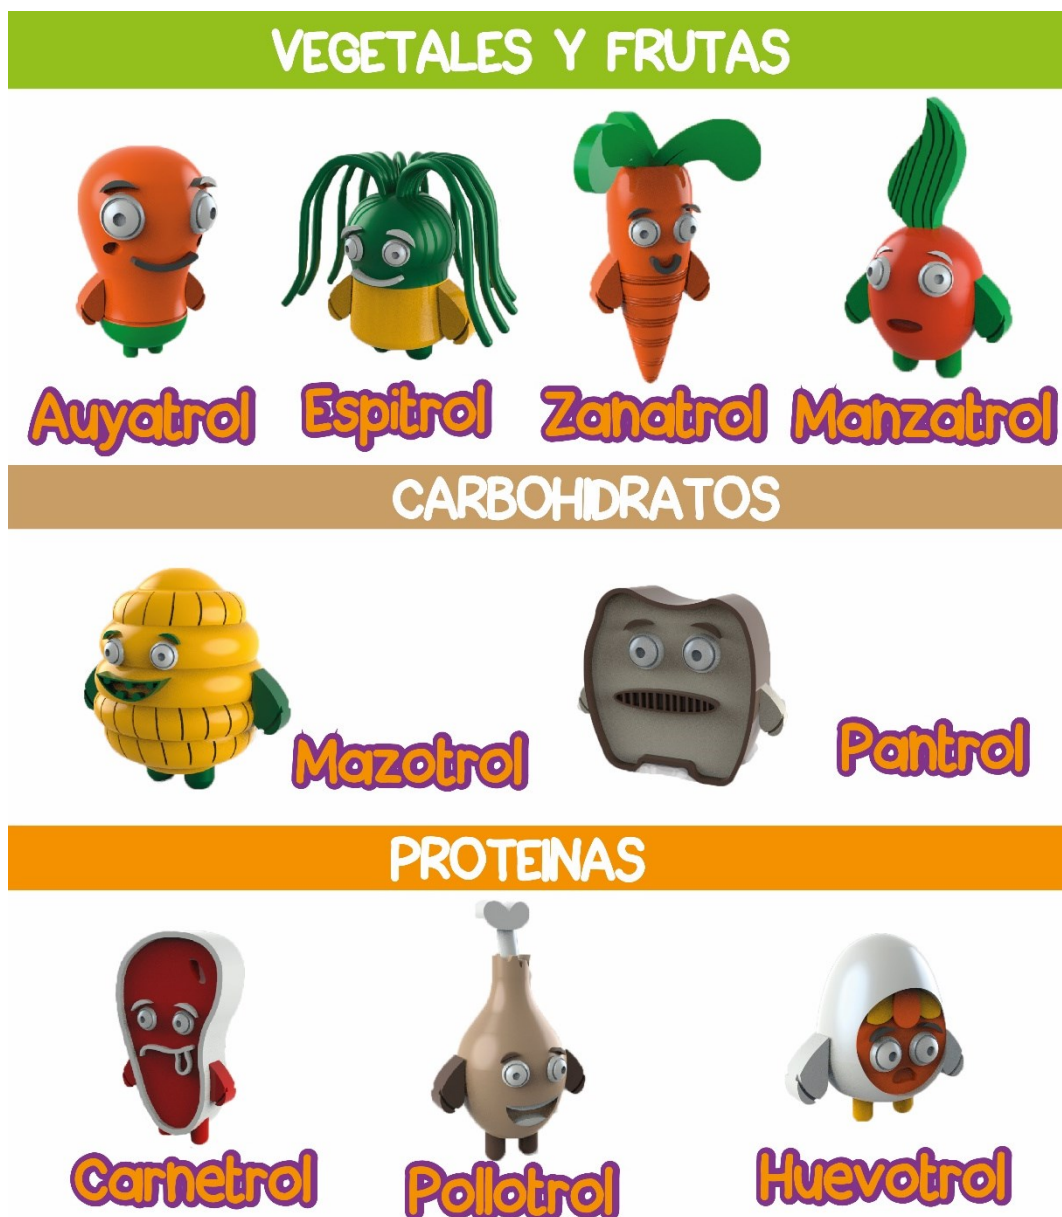 VEGETALES Y FRUTAS
Auyatrol Espitrol Zanatrol Manzatrol
CARBOHIDRATOS
Mazotrol Pantrol
PROTEINAS
Carnetrol Pollotrol Huevotrol